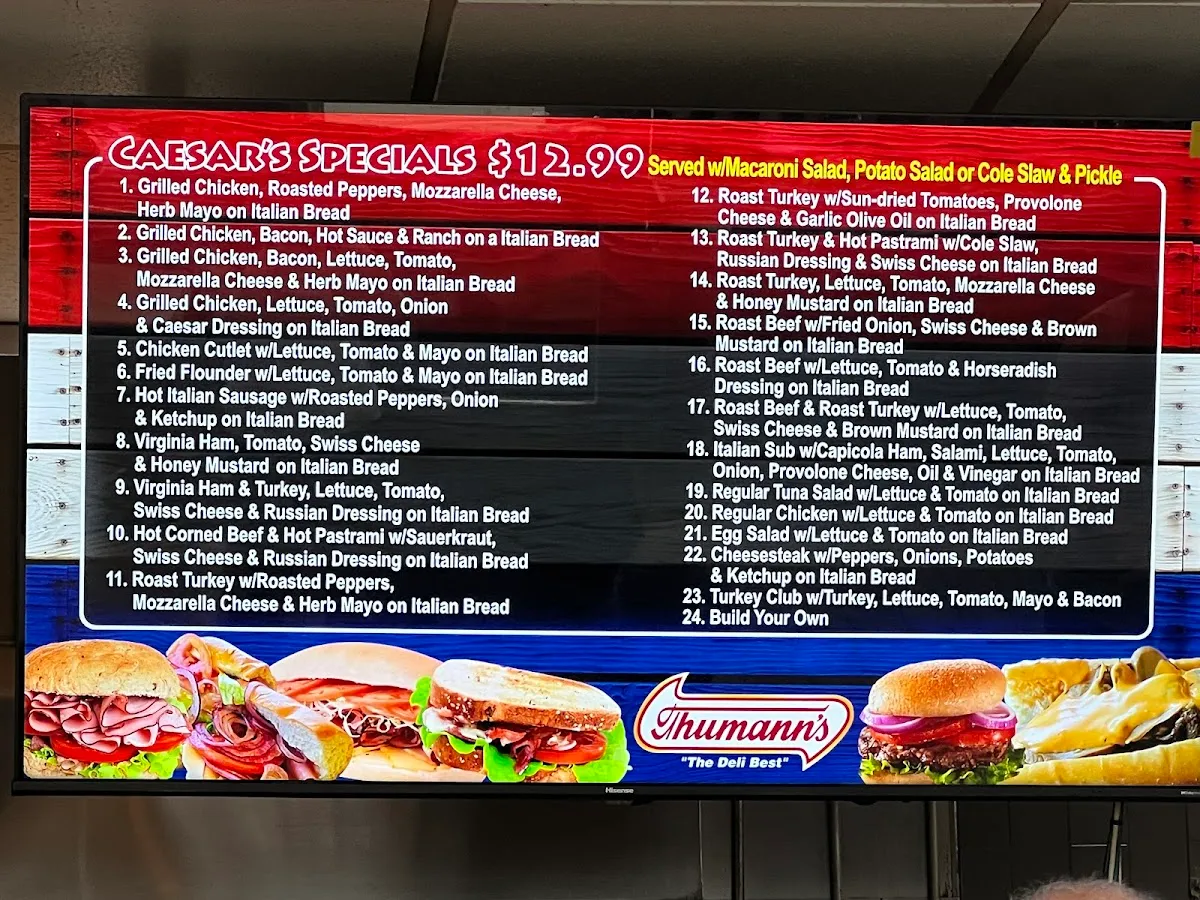 CAESAR'S SPECIALS $12.99
Served w/Macaroni Salad, Potato Salad or Cole Slaw & Pickle
1. Grilled Chicken, Roasted Peppers, Mozzarella Cheese,
Herb Mayo on Italian Bread
2. Grilled Chicken, Bacon, Hot Sauce & Ranch on a Italian Bread
3. Grilled Chicken, Bacon, Lettuce, Tomato,
Mozzarella Cheese & Herb Mayo on Italian Bread
4. Grilled Chicken, Lettuce, Tomato, Onion
& Caesar Dressing on Italian Bread
5. Chicken Cutlet w/Lettuce, Tomato & Mayo on Italian Bread
6. Fried Flounder w/Lettuce, Tomato & Mayo on Italian Bread
7. Hot Italian Sausage w/Roasted Peppers, Onion
& Ketchup on Italian Bread
8. Virginia Ham, Tomato, Swiss Cheese
& Honey Mustard on Italian Bread
9. Virginia Ham & Turkey, Lettuce, Tomato,
Swiss Cheese & Russian Dressing on Italian Bread
10. Hot Corned Beef & Hot Pastrami w/Sauerkraut,
Swiss Cheese & Russian Dressing on Italian Bread
11. Roast Turkey w/Roasted Peppers,
Mozzarella Cheese & Herb Mayo on Italian Bread
12. Roast Turkey w/Sun-dried Tomatoes, Provolone
Cheese & Garlic Olive Oil on Italian Bread
13. Roast Turkey & Hot Pastrami w/Cole Slaw,
Russian Dressing & Swiss Cheese on Italian Bread
14. Roast Turkey, Lettuce, Tomato, Mozzarella Cheese
& Honey Mustard on Italian Bread
15. Roast Beef w/Fried Onion, Swiss Cheese & Brown
Mustard on Italian Bread
16. Roast Beef w/Lettuce, Tomato & Horseradish
Dressing on Italian Bread
17. Roast Beef & Roast Turkey w/Lettuce, Tomato,
Swiss Cheese & Brown Mustard on Italian Bread
18. Italian Sub w/Capicola Ham, Salami, Lettuce, Tomato,
Onion, Provolone Cheese, Oil & Vinegar on Italian Bread
19. Regular Tuna Salad w/Lettuce & Tomato on Italian Bread
20. Regular Chicken w/Lettuce & Tomato on Italian Bread
21. Egg Salad w/Lettuce & Tomato on Italian Bread
22. Cheesesteak w/Peppers, Onions, Potatoes
& Ketchup on Italian Bread
23. Turkey Club w/Turkey, Lettuce, Tomato, Mayo & Bacon
24. Build Your Own
Thumann's
"The Deli Best"
Hisense